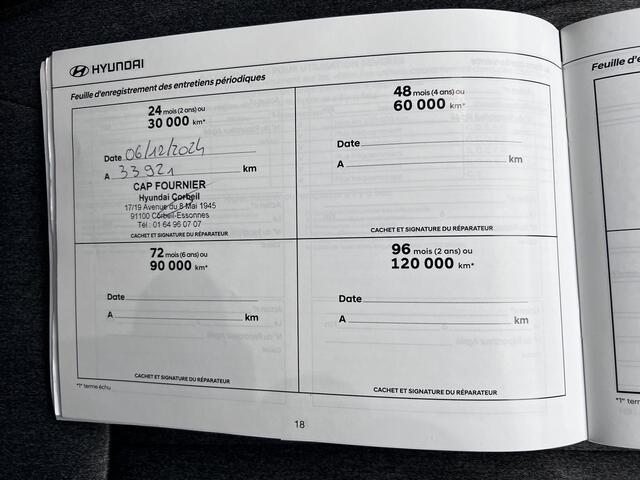 HYUNDAI
Feuille d'enregistrement des entretiens périodiques
24 mois (2 ans) ou
30 000 km*
Date 06/12/2024
A 33921 km
CAP FOURNIER
Hyundai Corbeil
17/19 Avenue du 8 Mai 1945
91100 Corbeil-Essonnes
Tél : 01 64 96 07 07
CACHET ET SIGNATURE DU RÉPARATEUR
48 mois (4 ans) ou
60 000 km*
Date
A km
CACHET ET SIGNATURE DU RÉPARATEUR
72 mois (6 ans) ou
90 000 km*
Date
A km
CACHET ET SIGNATURE DU RÉPARATEUR
96 mois (2 ans) ou
120 000 km*
Date
A km
CACHET ET SIGNATURE DU RÉPARATEUR
*1° terme échu
18
Feuille d'e
*1° term